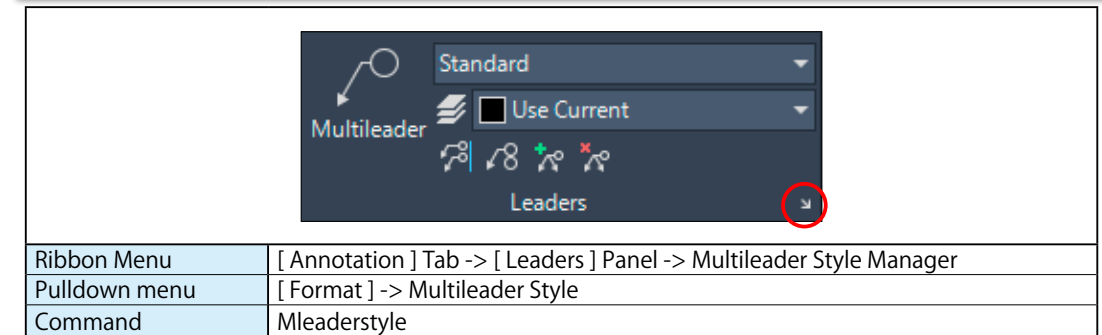 Standard
Use Current
Multileader
Leaders
Ribbon Menu [ Annotation ] Tab -> [ Leaders ] Panel -> Multileader Style Manager
Pulldown menu [ Format ] -> Multileader Style
Command Mleaderstyle